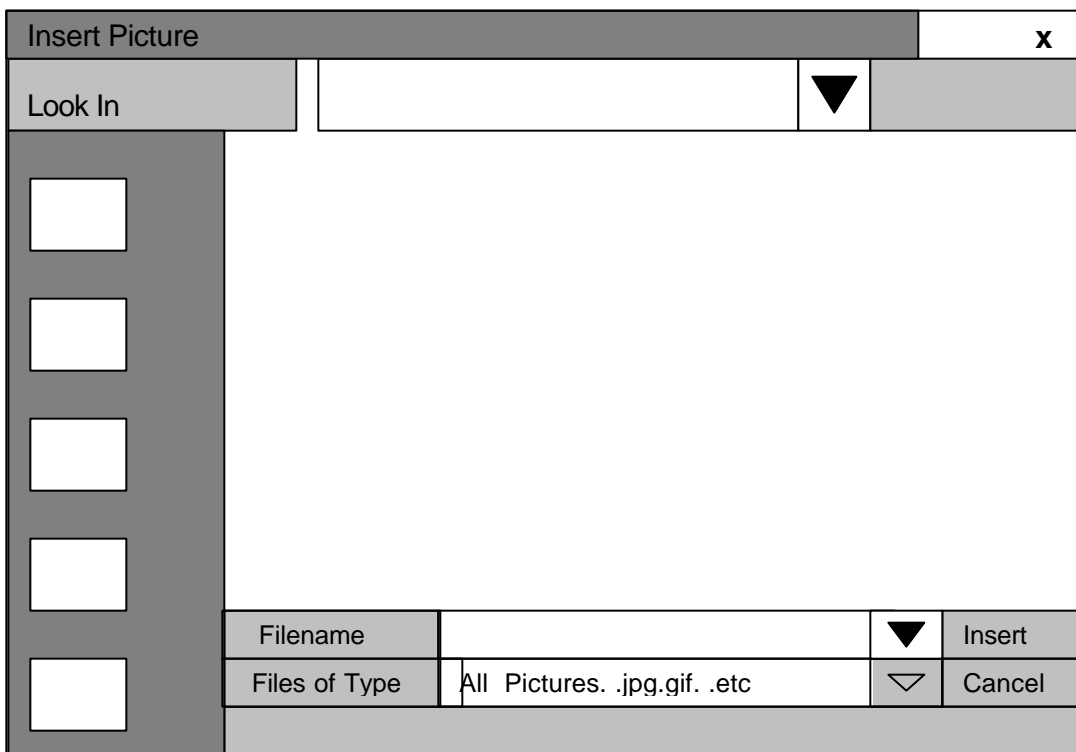 Insert Picture x
Look In
Filename Insert
Files of Type All Pictures. .jpg.gif. .etc Cancel